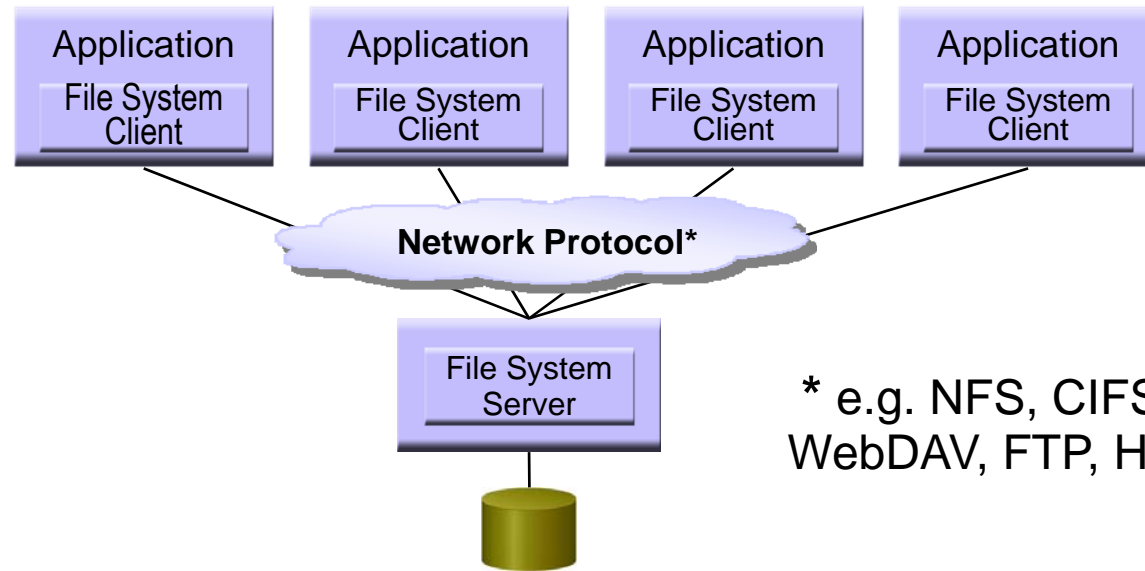 Application Application Application Application
File System File System File System File System
Client Client Client Client
Network Protocol*
File System
Server
* e.g. NFS, CIFS
WebDAV, FTP, H